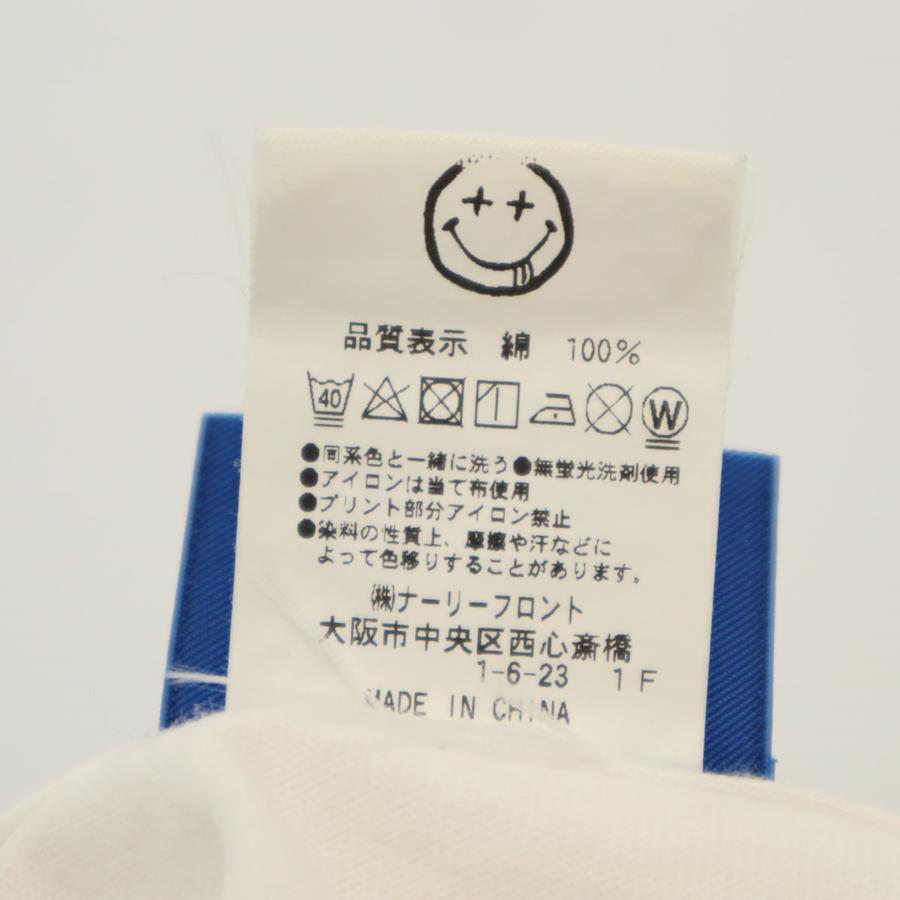 品質表示 綿 100%
40 W
●同系色と一緒に洗う●無蛍光洗剤使用
●アイロンは当て布使用
●プリント部分アイロン禁止
●染料の性質上、摩擦や汗などに
よって色移りすることがあります。
㈱ナーリーフロント
大阪市中央区西心斎橋
1-6-23 1F
MADE IN CHINA